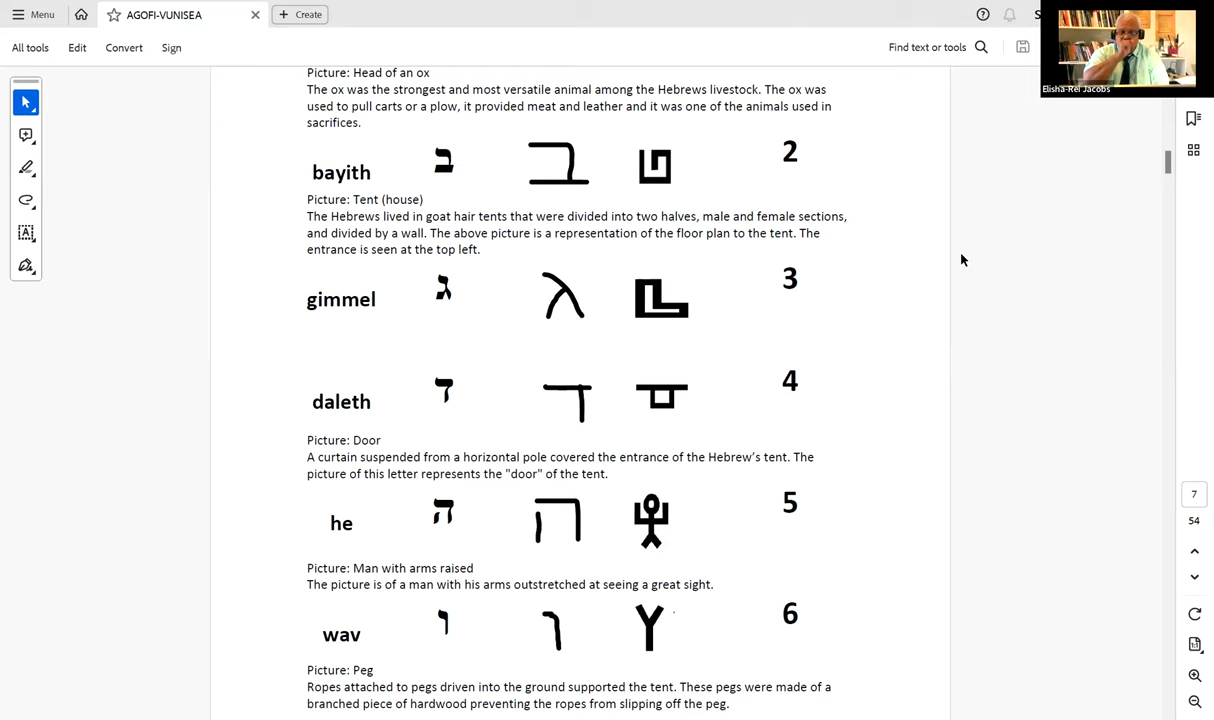 Menu
AGOFI-VUNISEA
Create
All tools
Edit
Convert
Sign
Find text or tools
Elisha-Rei Jacobs
Picture: Head of an ox
The ox was the strongest and most versatile animal among the Hebrews livestock. The ox was
used to pull carts or a plow, it provided meat and leather and it was one of the animals used in
sacrifices.
bayith ב 2
Picture: Tent (house)
The Hebrews lived in goat hair tents that were divided into two halves, male and female sections,
and divided by a wall. The above picture is a representation of the floor plan to the tent. The
entrance is seen at the top left.
gimmel ג 3
daleth ד 4
Picture: Door
A curtain suspended from a horizontal pole covered the entrance of the Hebrew’s tent. The
picture of this letter represents the "door" of the tent.
he ה 5
Picture: Man with arms raised
The picture is of a man with his arms outstretched at seeing a great sight.
wav ו 6
Picture: Peg
Ropes attached to pegs driven into the ground supported the tent. These pegs were made of a
branched piece of hardwood preventing the ropes from slipping off the peg.
7
54